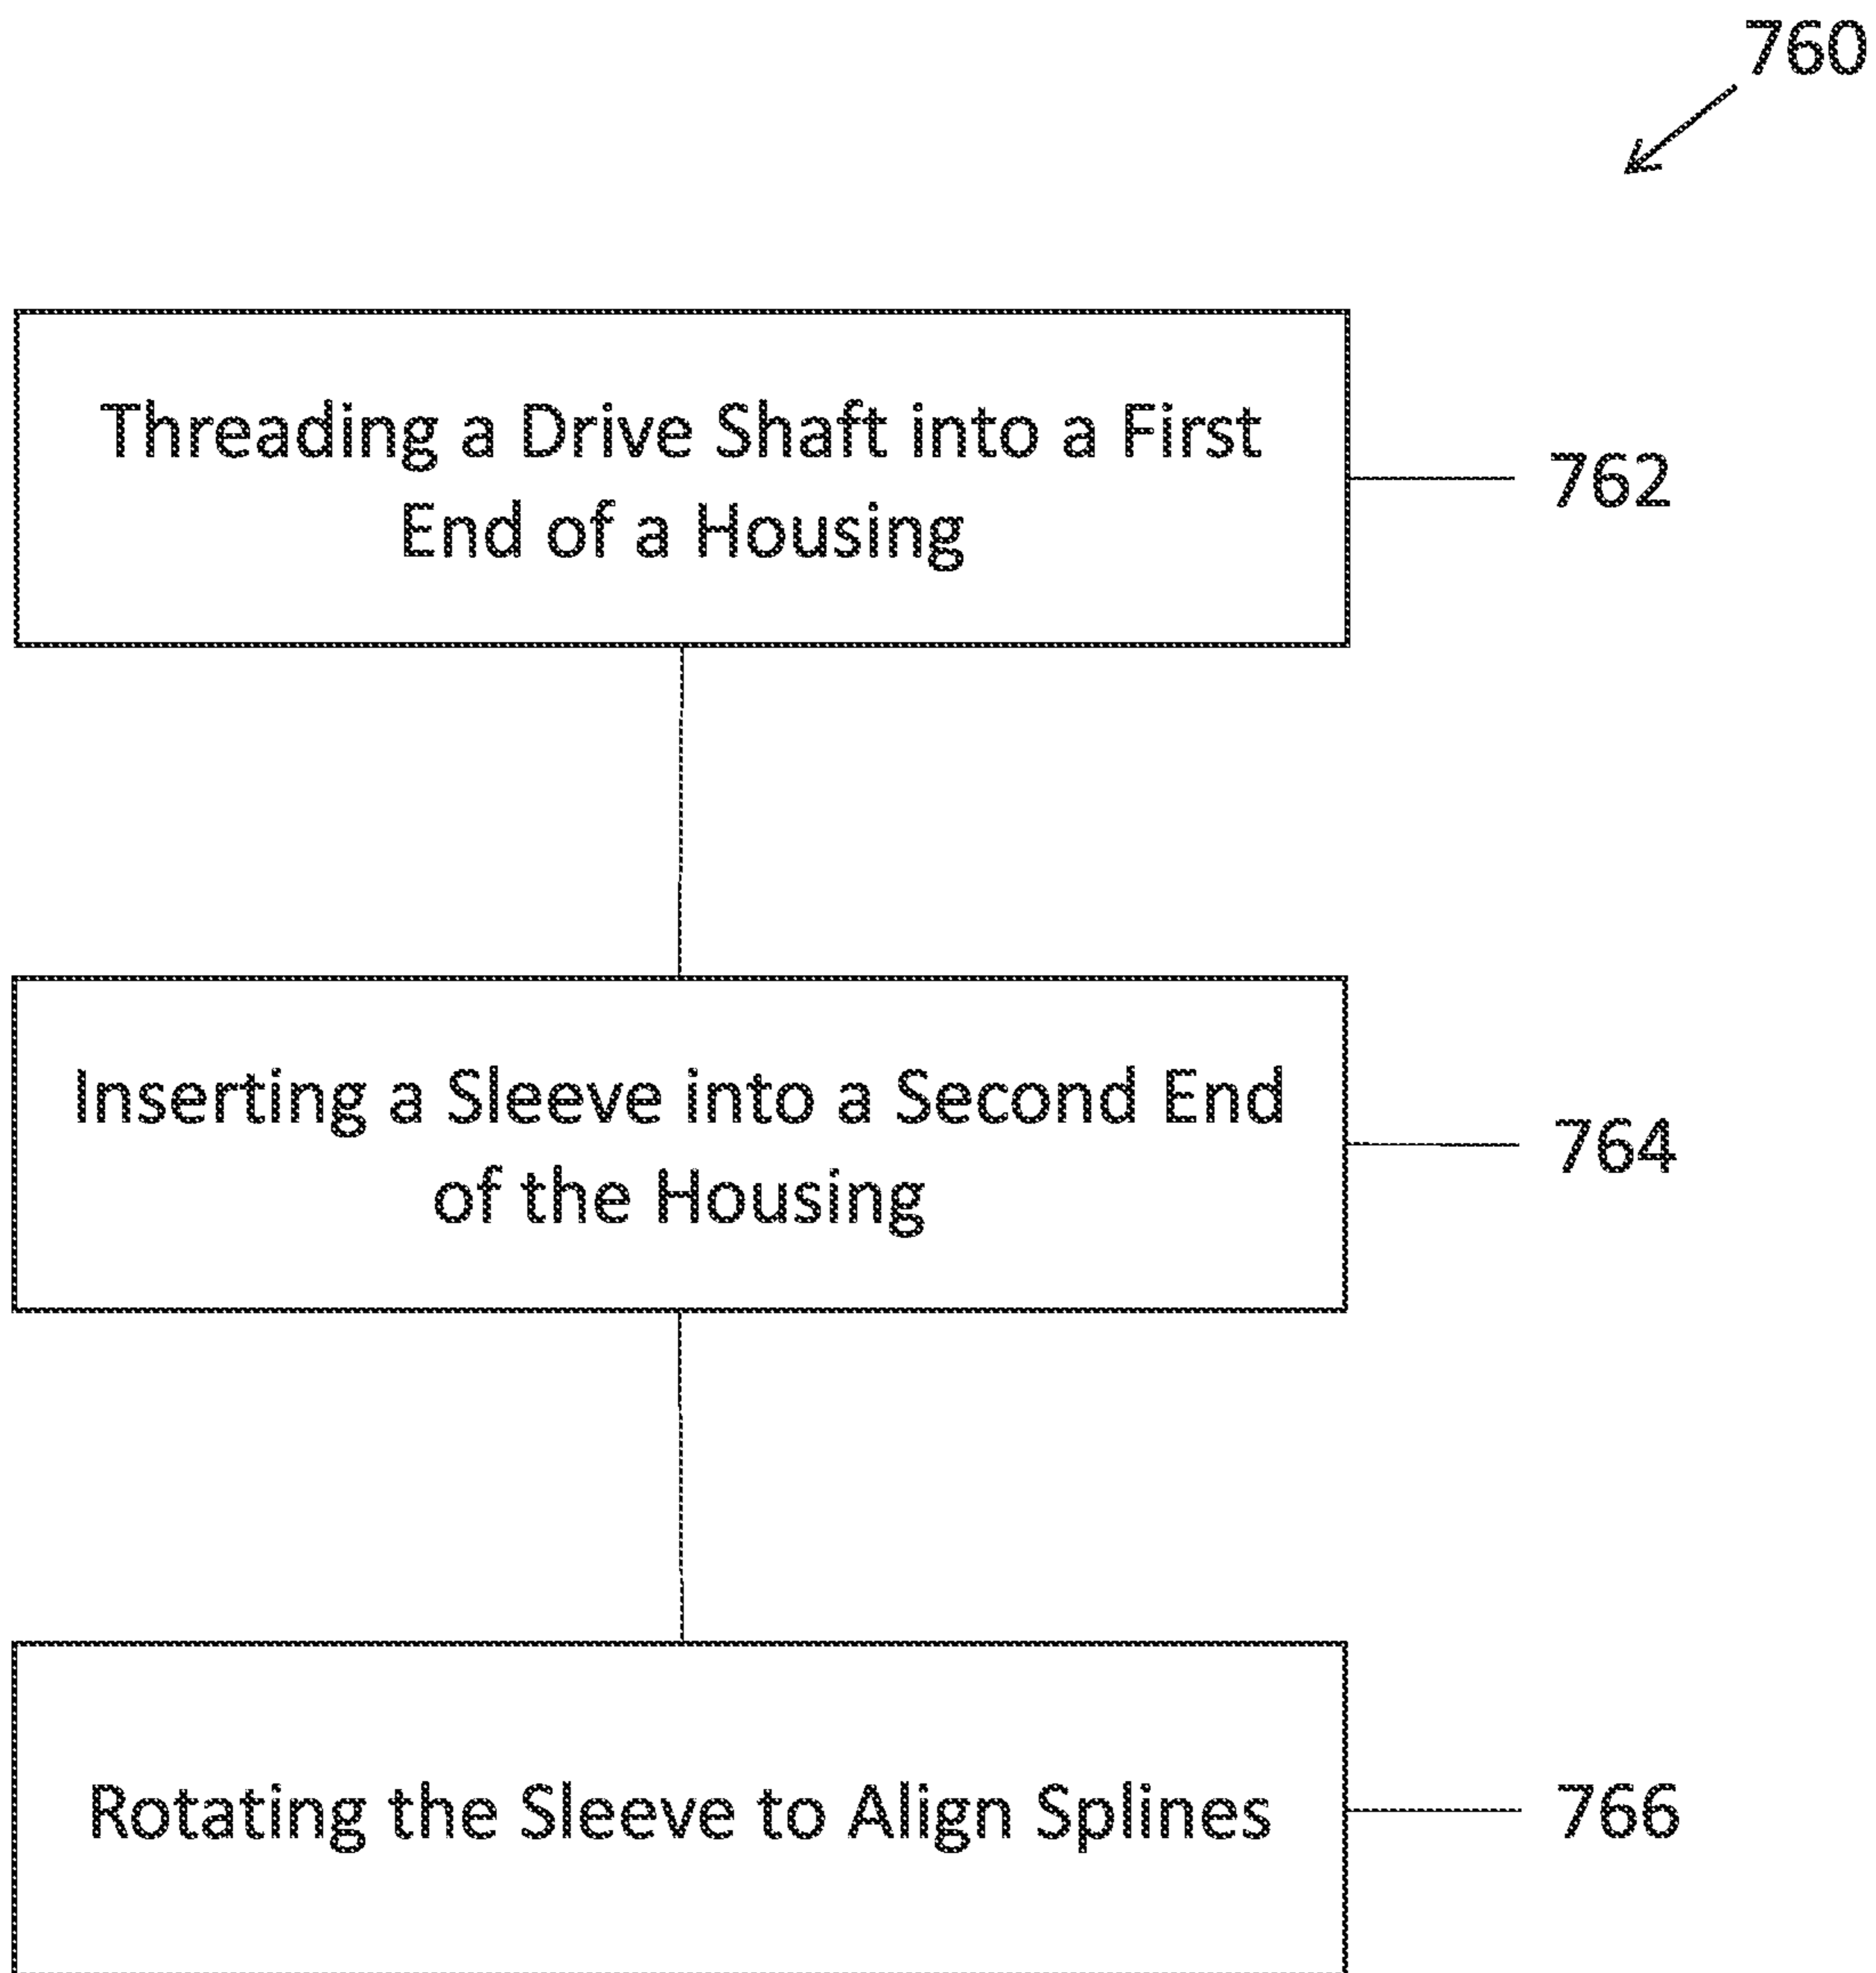 760
Threading a Drive Shaft into a First
End of a Housing
762
Inserting a Sleeve into a Second End
of the Housing
764
Rotating the Sleeve to Align Splines
766